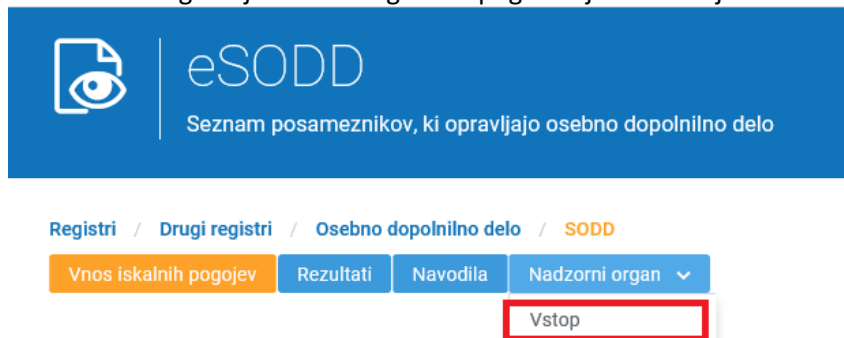 eSODD
Seznam posameznikov, ki opravljajo osebno dopolnilno delo
Registri / Drugi registri / Osebno dopolnilno delo / SODD
Vnos iskalnih pogojev Rezultati Navodila Nadzorni organ
Vstop